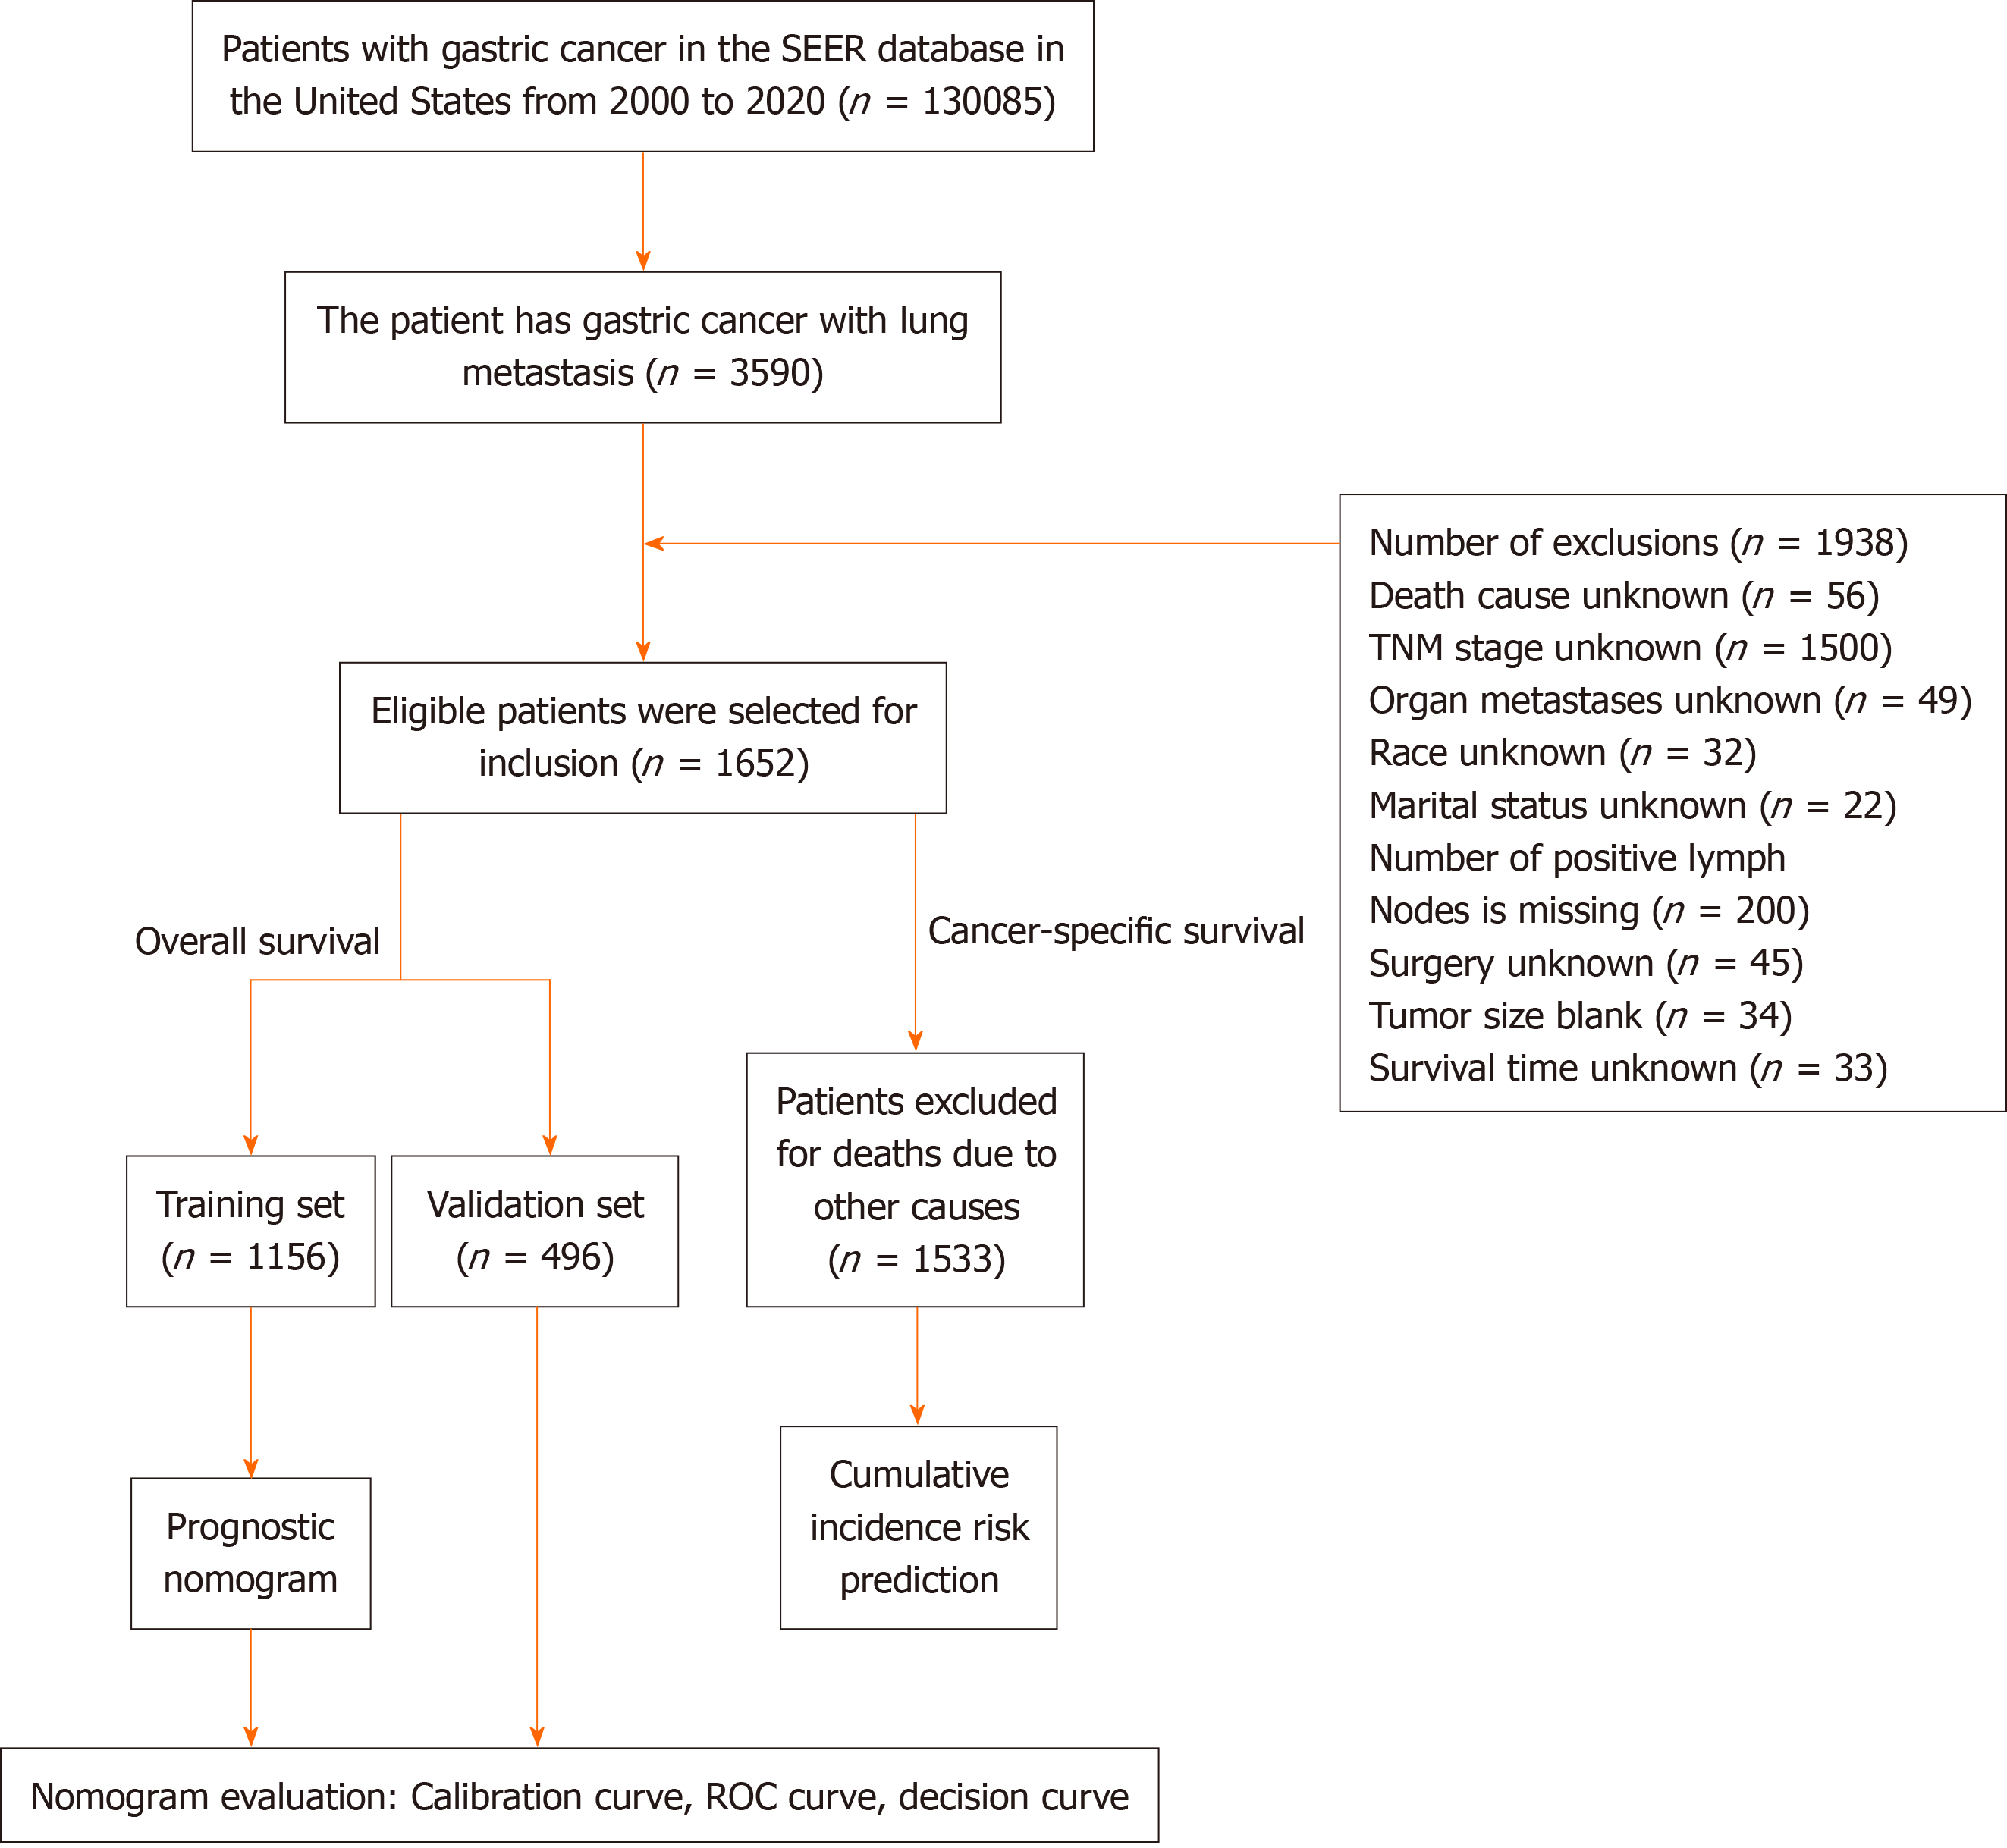 Patients with gastric cancer in the SEER database in
the United States from 2000 to 2020 (n = 130085)
The patient has gastric cancer with lung
metastasis (n = 3590)
Number of exclusions (n = 1938)
Death cause unknown (n = 56)
TNM stage unknown (n = 1500)
Organ metastases unknown (n = 49)
Race unknown (n = 32)
Marital status unknown (n = 22)
Number of positive lymph
Nodes is missing (n = 200)
Surgery unknown (n = 45)
Tumor size blank (n = 34)
Survival time unknown (n = 33)
Eligible patients were selected for
inclusion (n = 1652)
Overall survival
Cancer-specific survival
Training set
(n = 1156)
Validation set
(n = 496)
Patients excluded
for deaths due to
other causes
(n = 1533)
Prognostic
nomogram
Cumulative
incidence risk
prediction
Nomogram evaluation: Calibration curve, ROC curve, decision curve